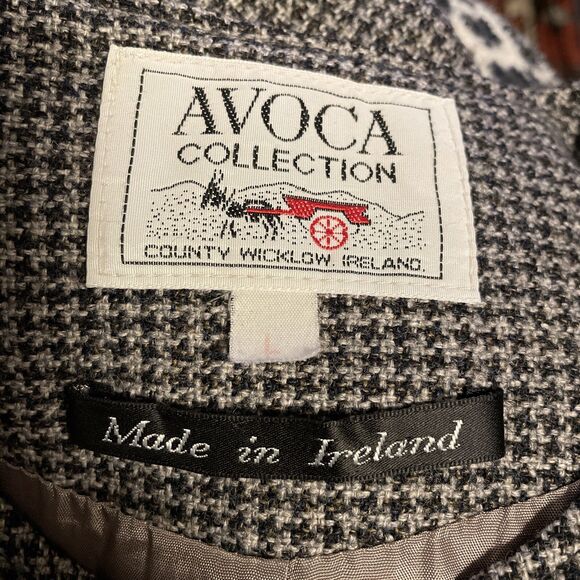 AVOCA
COLLECTION
COUNTY WICKLOW, IRELAND.
L
Made in Ireland